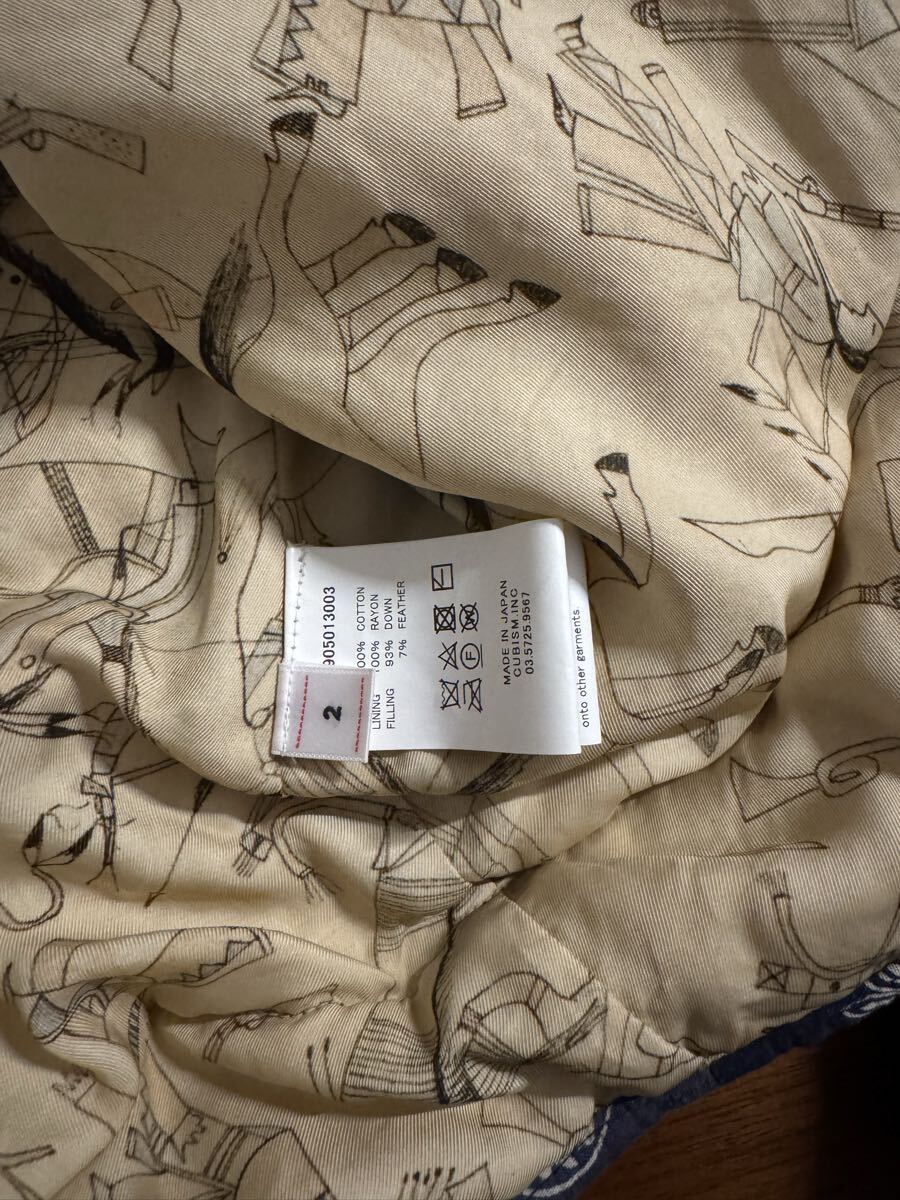 905013003
00% COTTON
LINING 100% RAYON
FILLING 93% DOWN
7% FEATHER
F W
MADE IN JAPAN
CUBISM.INC
03.5725.9567
onto other garments.
2